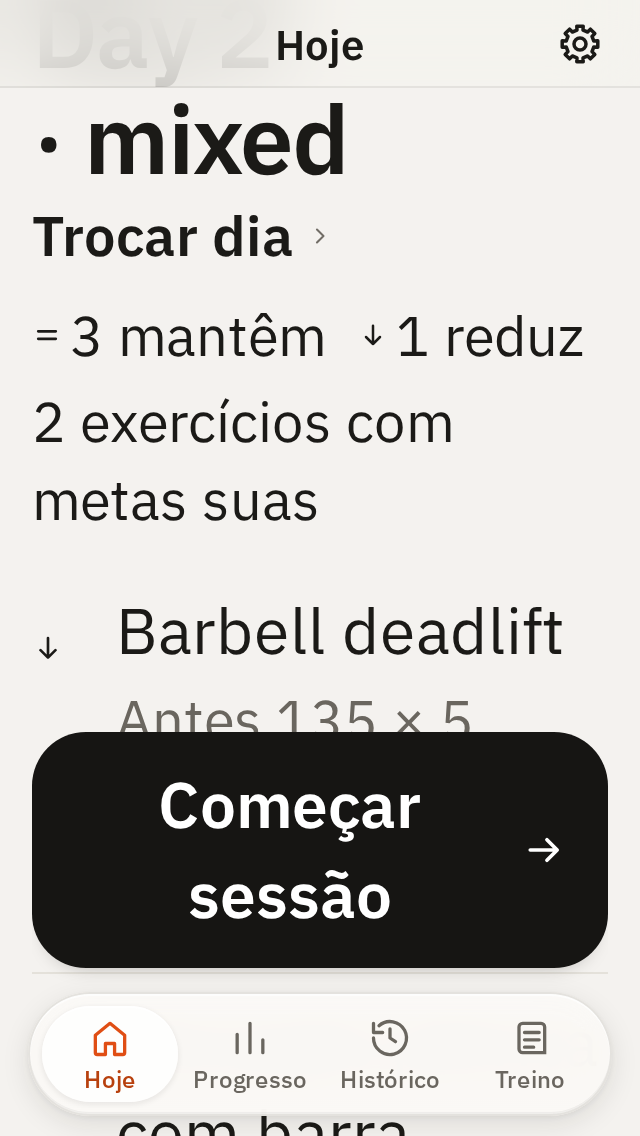 Day 2
Hoje
· mixed
Trocar dia
= 3 mantêm ↓ 1 reduz
2 exercícios com
metas suas
↓ Barbell deadlift
Antes 135 × 5
Começar
sessão →
Hoje Progresso Histórico Treino
com barra